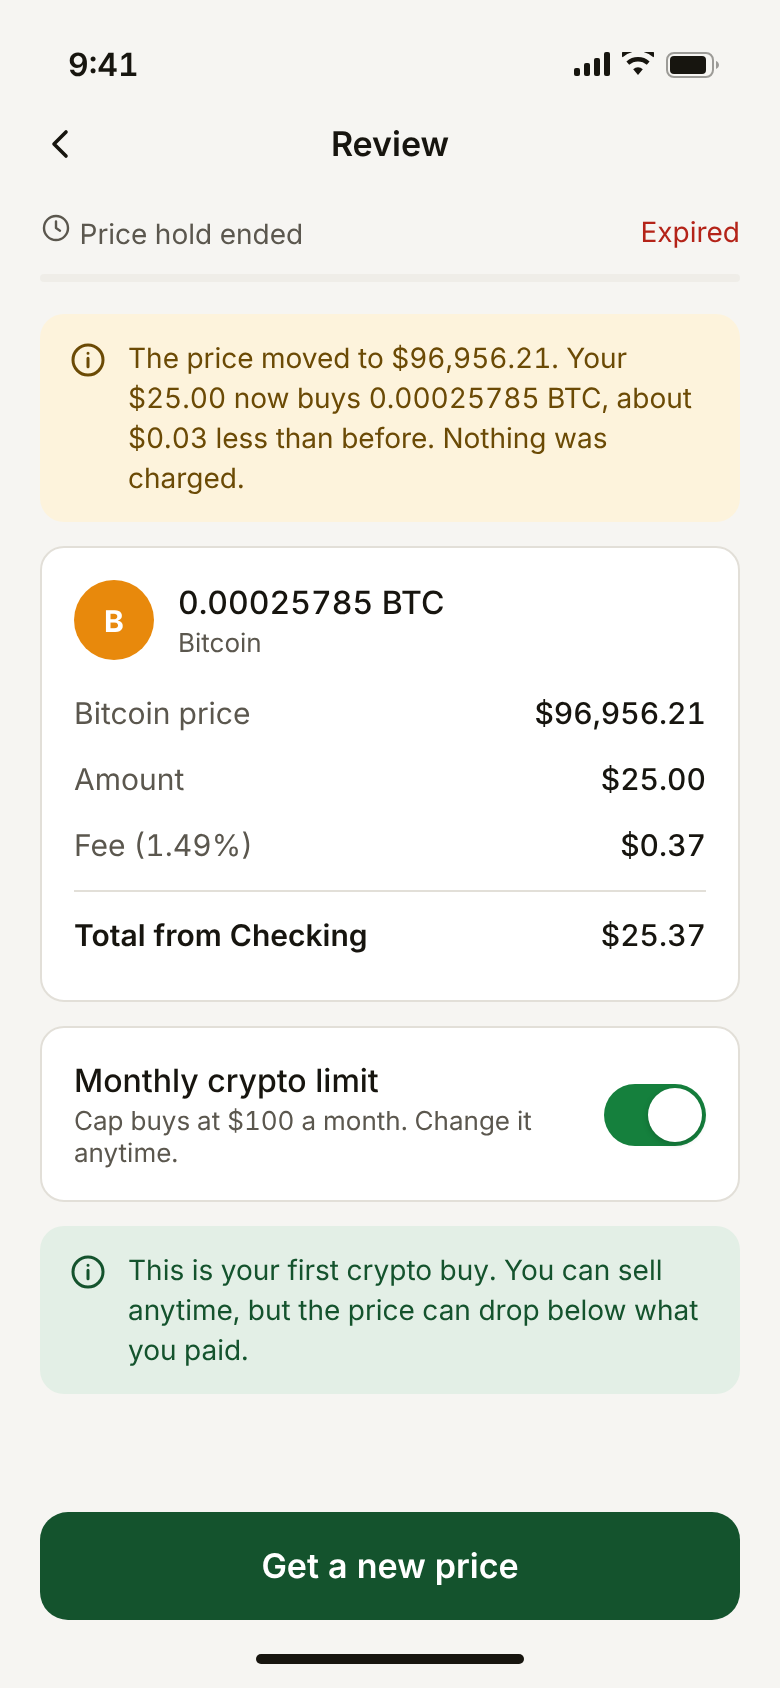 9:41
Review
Price hold ended
Expired
The price moved to $96,956.21. Your
$25.00 now buys 0.00025785 BTC, about
$0.03 less than before. Nothing was
charged.
B
0.00025785 BTC
Bitcoin
Bitcoin price
$96,956.21
Amount
$25.00
Fee (1.49%)
$0.37
Total from Checking
$25.37
Monthly crypto limit
Cap buys at $100 a month. Change it
anytime.
This is your first crypto buy. You can sell
anytime, but the price can drop below what
you paid.
Get a new price